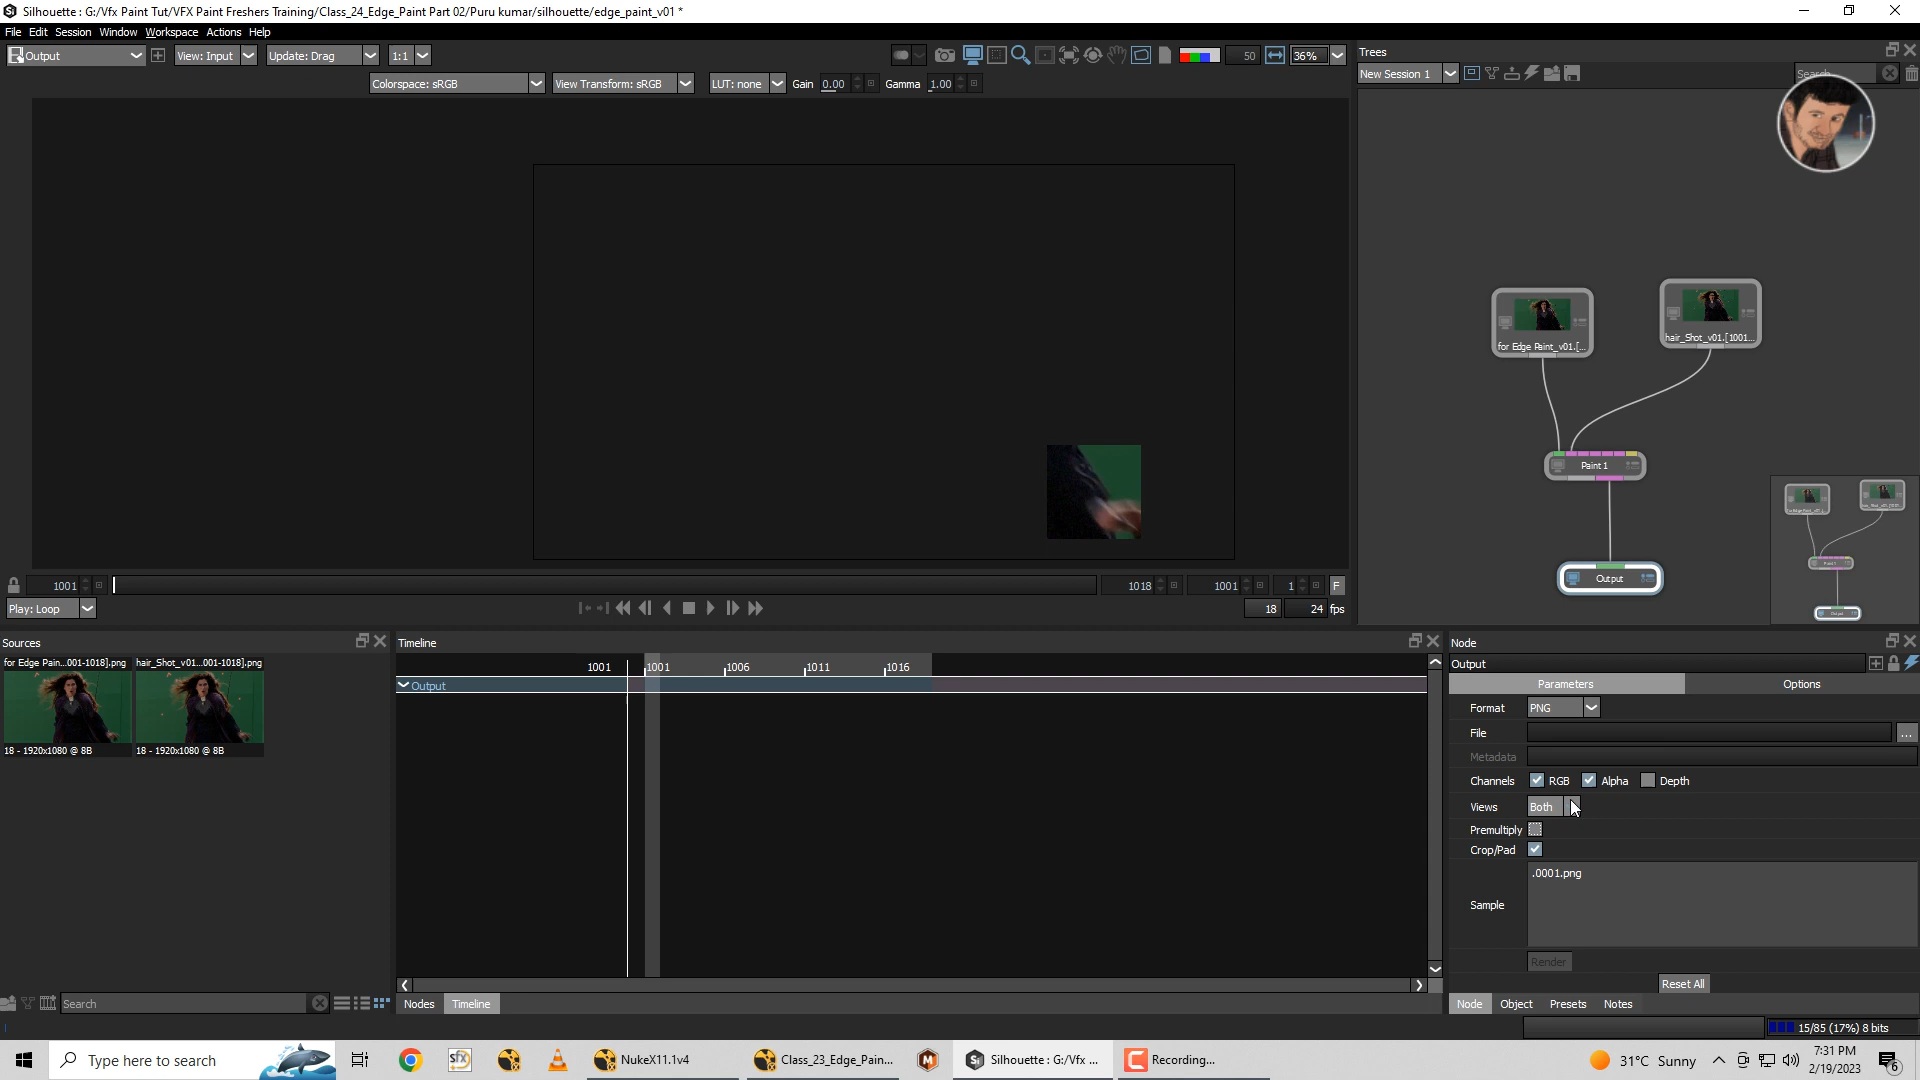 Silhouette : G:/Vfx Paint Tut/VFX Paint Freshers Training/Class_24_Edge_Paint Part 02/Puru kumar/silhouette/edge_paint_v01 *
File Edit Session Window Workspace Actions Help
Output View: Input Update: Drag 1:1 50 36%
Colorspace: sRGB View Transform: sRGB LUT: none Gain 0.00 Gamma 1.00
Trees
New Session 1 Search
for Edge Paint_v01.[...
hair_Shot_v01.[1001...
Paint 1
Output
1001 1018 1001 1 F
Play: Loop 18 24 fps
Sources
for Edge Pain...001-1018].png hair_Shot_v01...001-1018].png
18 - 1920x1080 @ 8B 18 - 1920x1080 @ 8B
Search
Timeline
1001 1001 1006 1011 1016
Output
Nodes Timeline
Node
Output
Parameters Options
Format PNG
File ...
Metadata
Channels RGB Alpha Depth
Views Both
Premultiply
Crop/Pad
Sample .0001.png
Render
Reset All
Node Object Presets Notes
15/85 (17%) 8 bits
Type here to search
sfx
NukeX11.1v4
Class_23_Edge_Pain...
Silhouette : G:/Vfx ...
Recording...
31°C Sunny
7:31 PM
2/19/2023
6